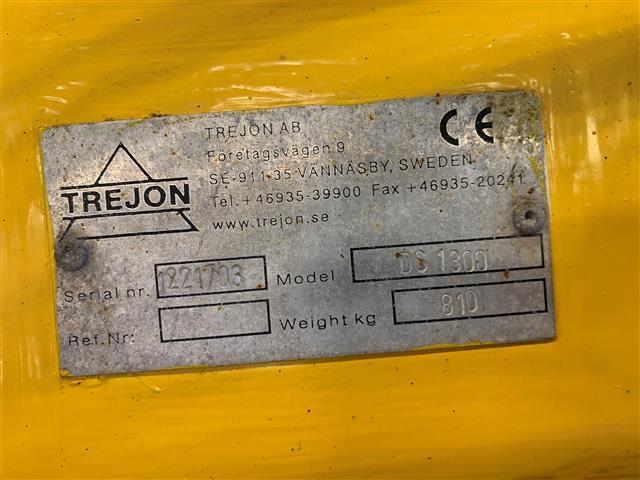 TREJON
TREJON AB
Företagsvägen 9
SE-911 35 VÄNNÄSBY, SWEDEN
Tel. +46935-39900 Fax +46935-20241
www.trejon.se
CE
Serial nr. 1221703 Model DS 1300
Ref.Nr: Weight kg 810